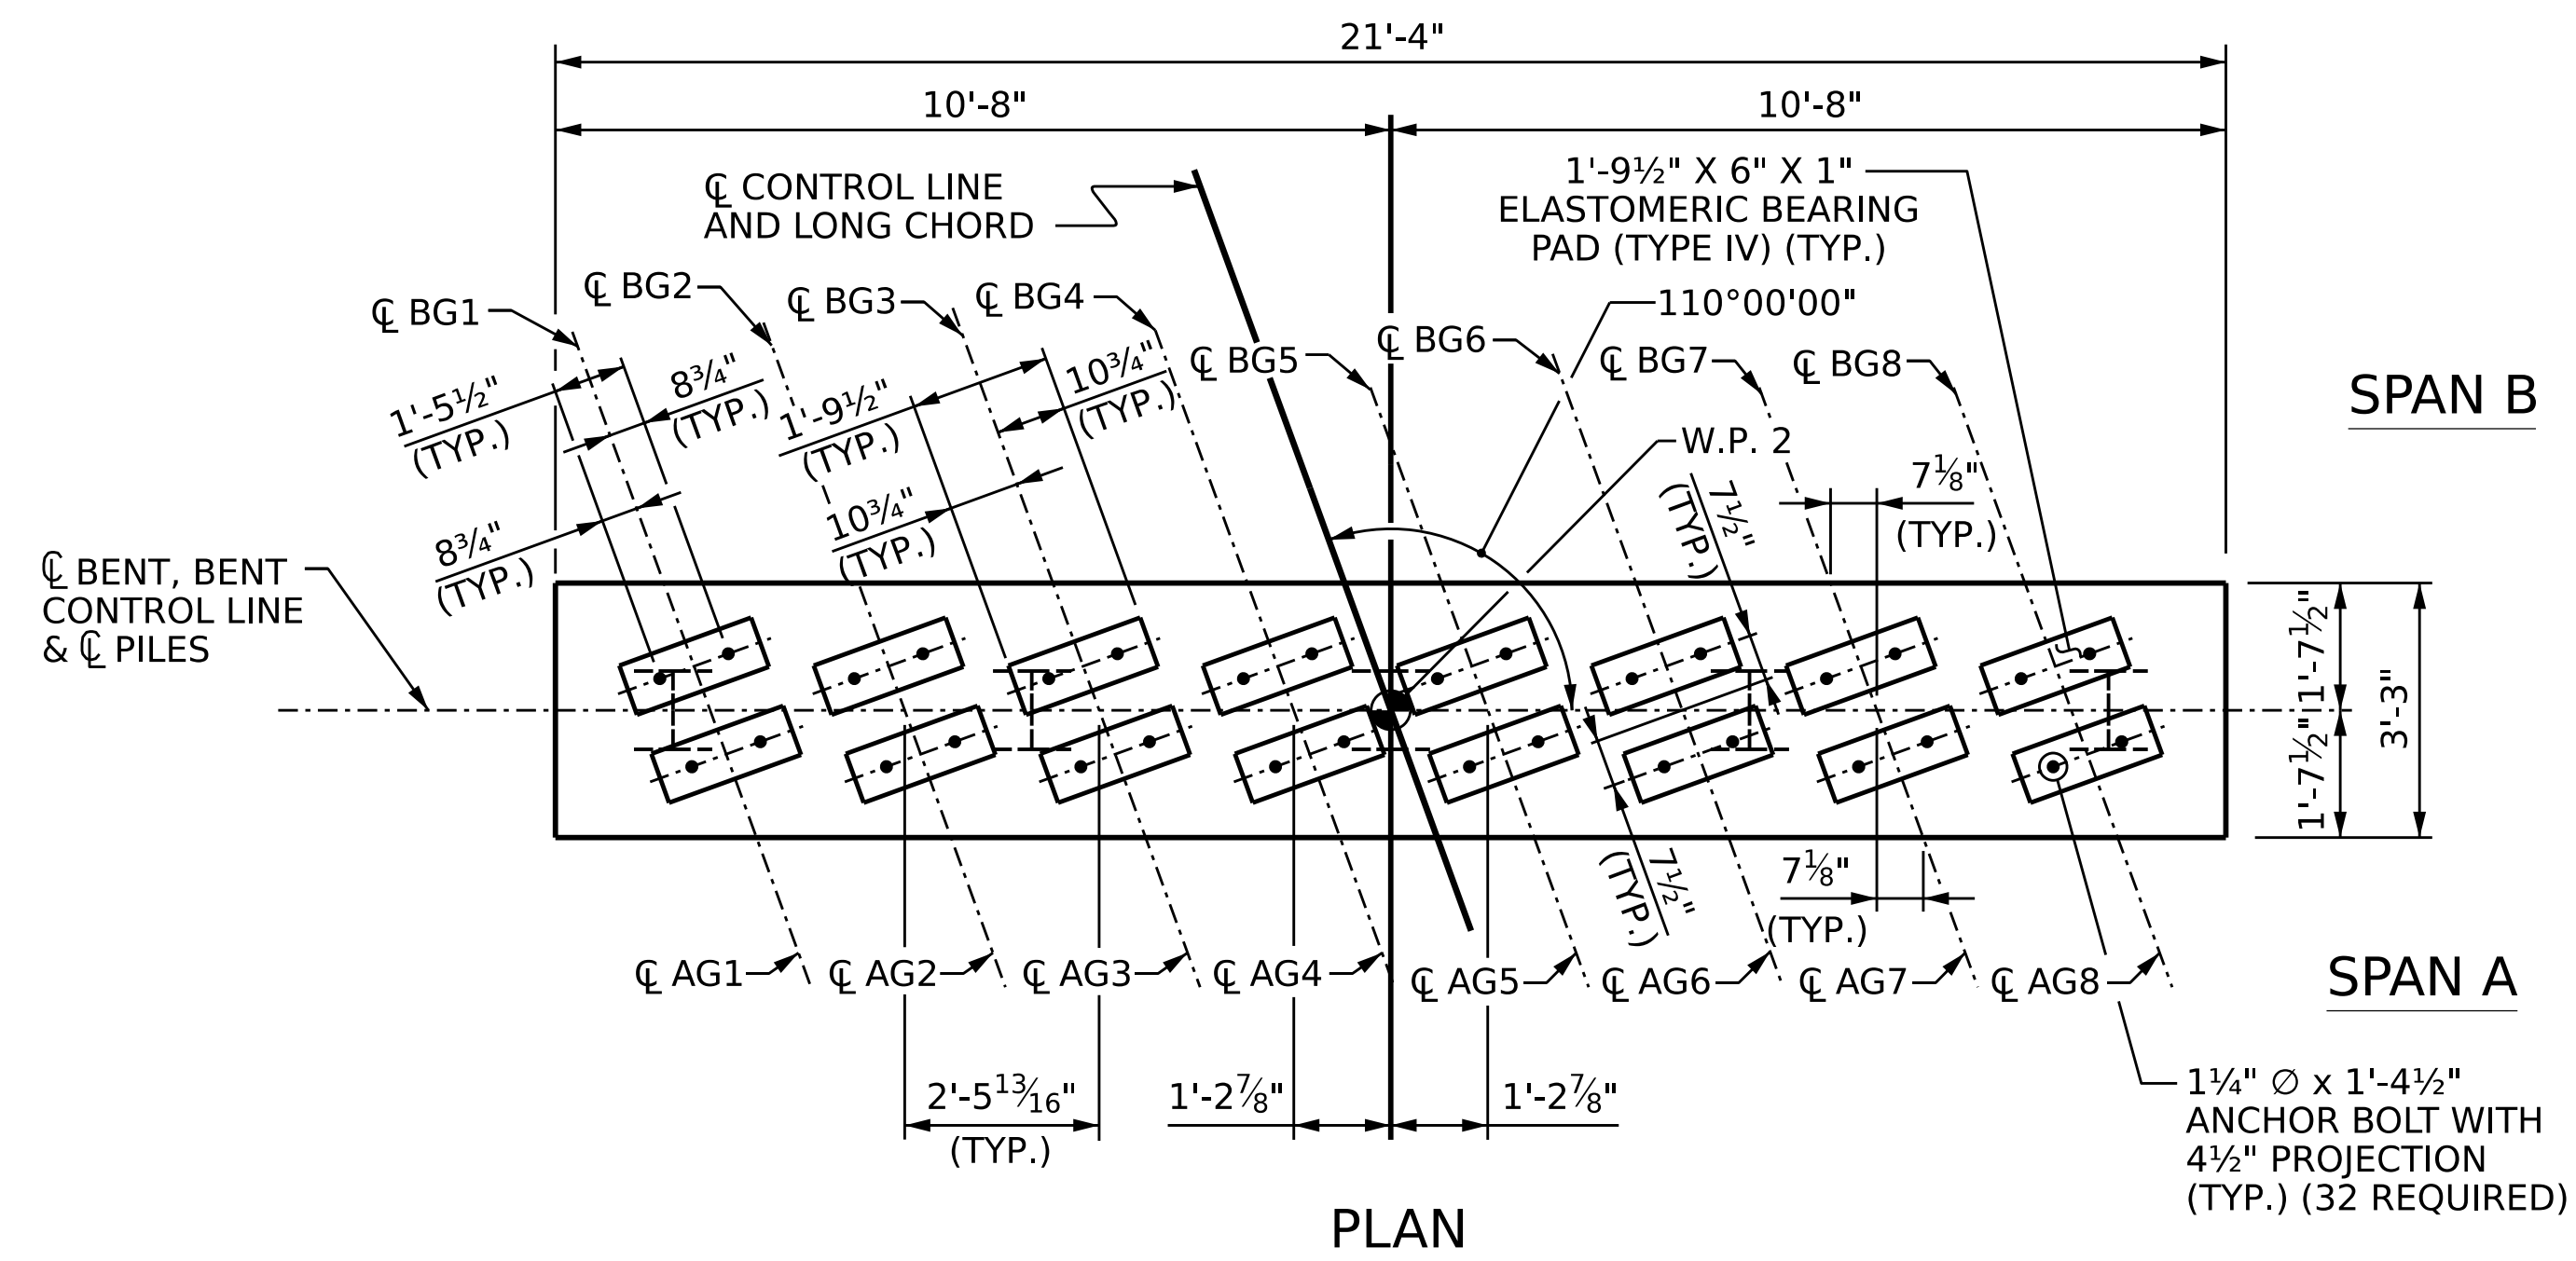 21'-4"
10'-8"
10'-8"
℄ CONTROL LINE
AND LONG CHORD
1'-9½" X 6" X 1"
ELASTOMERIC BEARING
PAD (TYPE IV) (TYP.)
110°00'00"
℄ BG1
℄ BG2
℄ BG3
℄ BG4
℄ BG5
℄ BG6
℄ BG7
℄ BG8
SPAN B
1'-5½"
(TYP.)
8¾"
(TYP.)
1'-9½"
(TYP.)
10¾"
(TYP.)
W.P. 2
7½"
(TYP.)
7⅛"
(TYP.)
8¾"
(TYP.)
10¾"
(TYP.)
℄ BENT, BENT
CONTROL LINE
& ℄ PILES
1'-7½"
1'-7½"
3'-3"
7½"
(TYP.)
7⅛"
(TYP.)
℄ AG1
℄ AG2
℄ AG3
℄ AG4
℄ AG5
℄ AG6
℄ AG7
℄ AG8
SPAN A
2'-5 13⁄16"
(TYP.)
1'-2⅞"
1'-2⅞"
1¼" ∅ x 1'-4½"
ANCHOR BOLT WITH
4½" PROJECTION
(TYP.) (32 REQUIRED)
PLAN